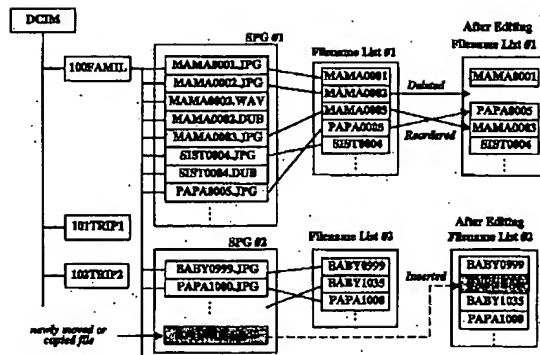 DCIM
100FAMIL
101TRIP1
102TRIP2
newly moved or
copied file
SPG #1
MAMA0001.JPG
MAMA0002.JPG
MAMA0002.WAV
MAMA0002.DUB
MAMA0003.JPG
SIST0004.JPG
SIST0004.DUB
PAPA0005.JPG
SPG #2
BABY0999.JPG
PAPA1000.JPG
Filename List #1
MAMA0001
MAMA0002
MAMA0003
PAPA0005
SIST0004
Filename List #2
BABY0999
BABY1035
PAPA1000
Deleted
Reordered
Inserted
After Editing
Filename List #1
MAMA0001
PAPA0005
MAMA0003
SIST0004
After Editing
Filename List #2
BABY0999
BABY1035
PAPA1000